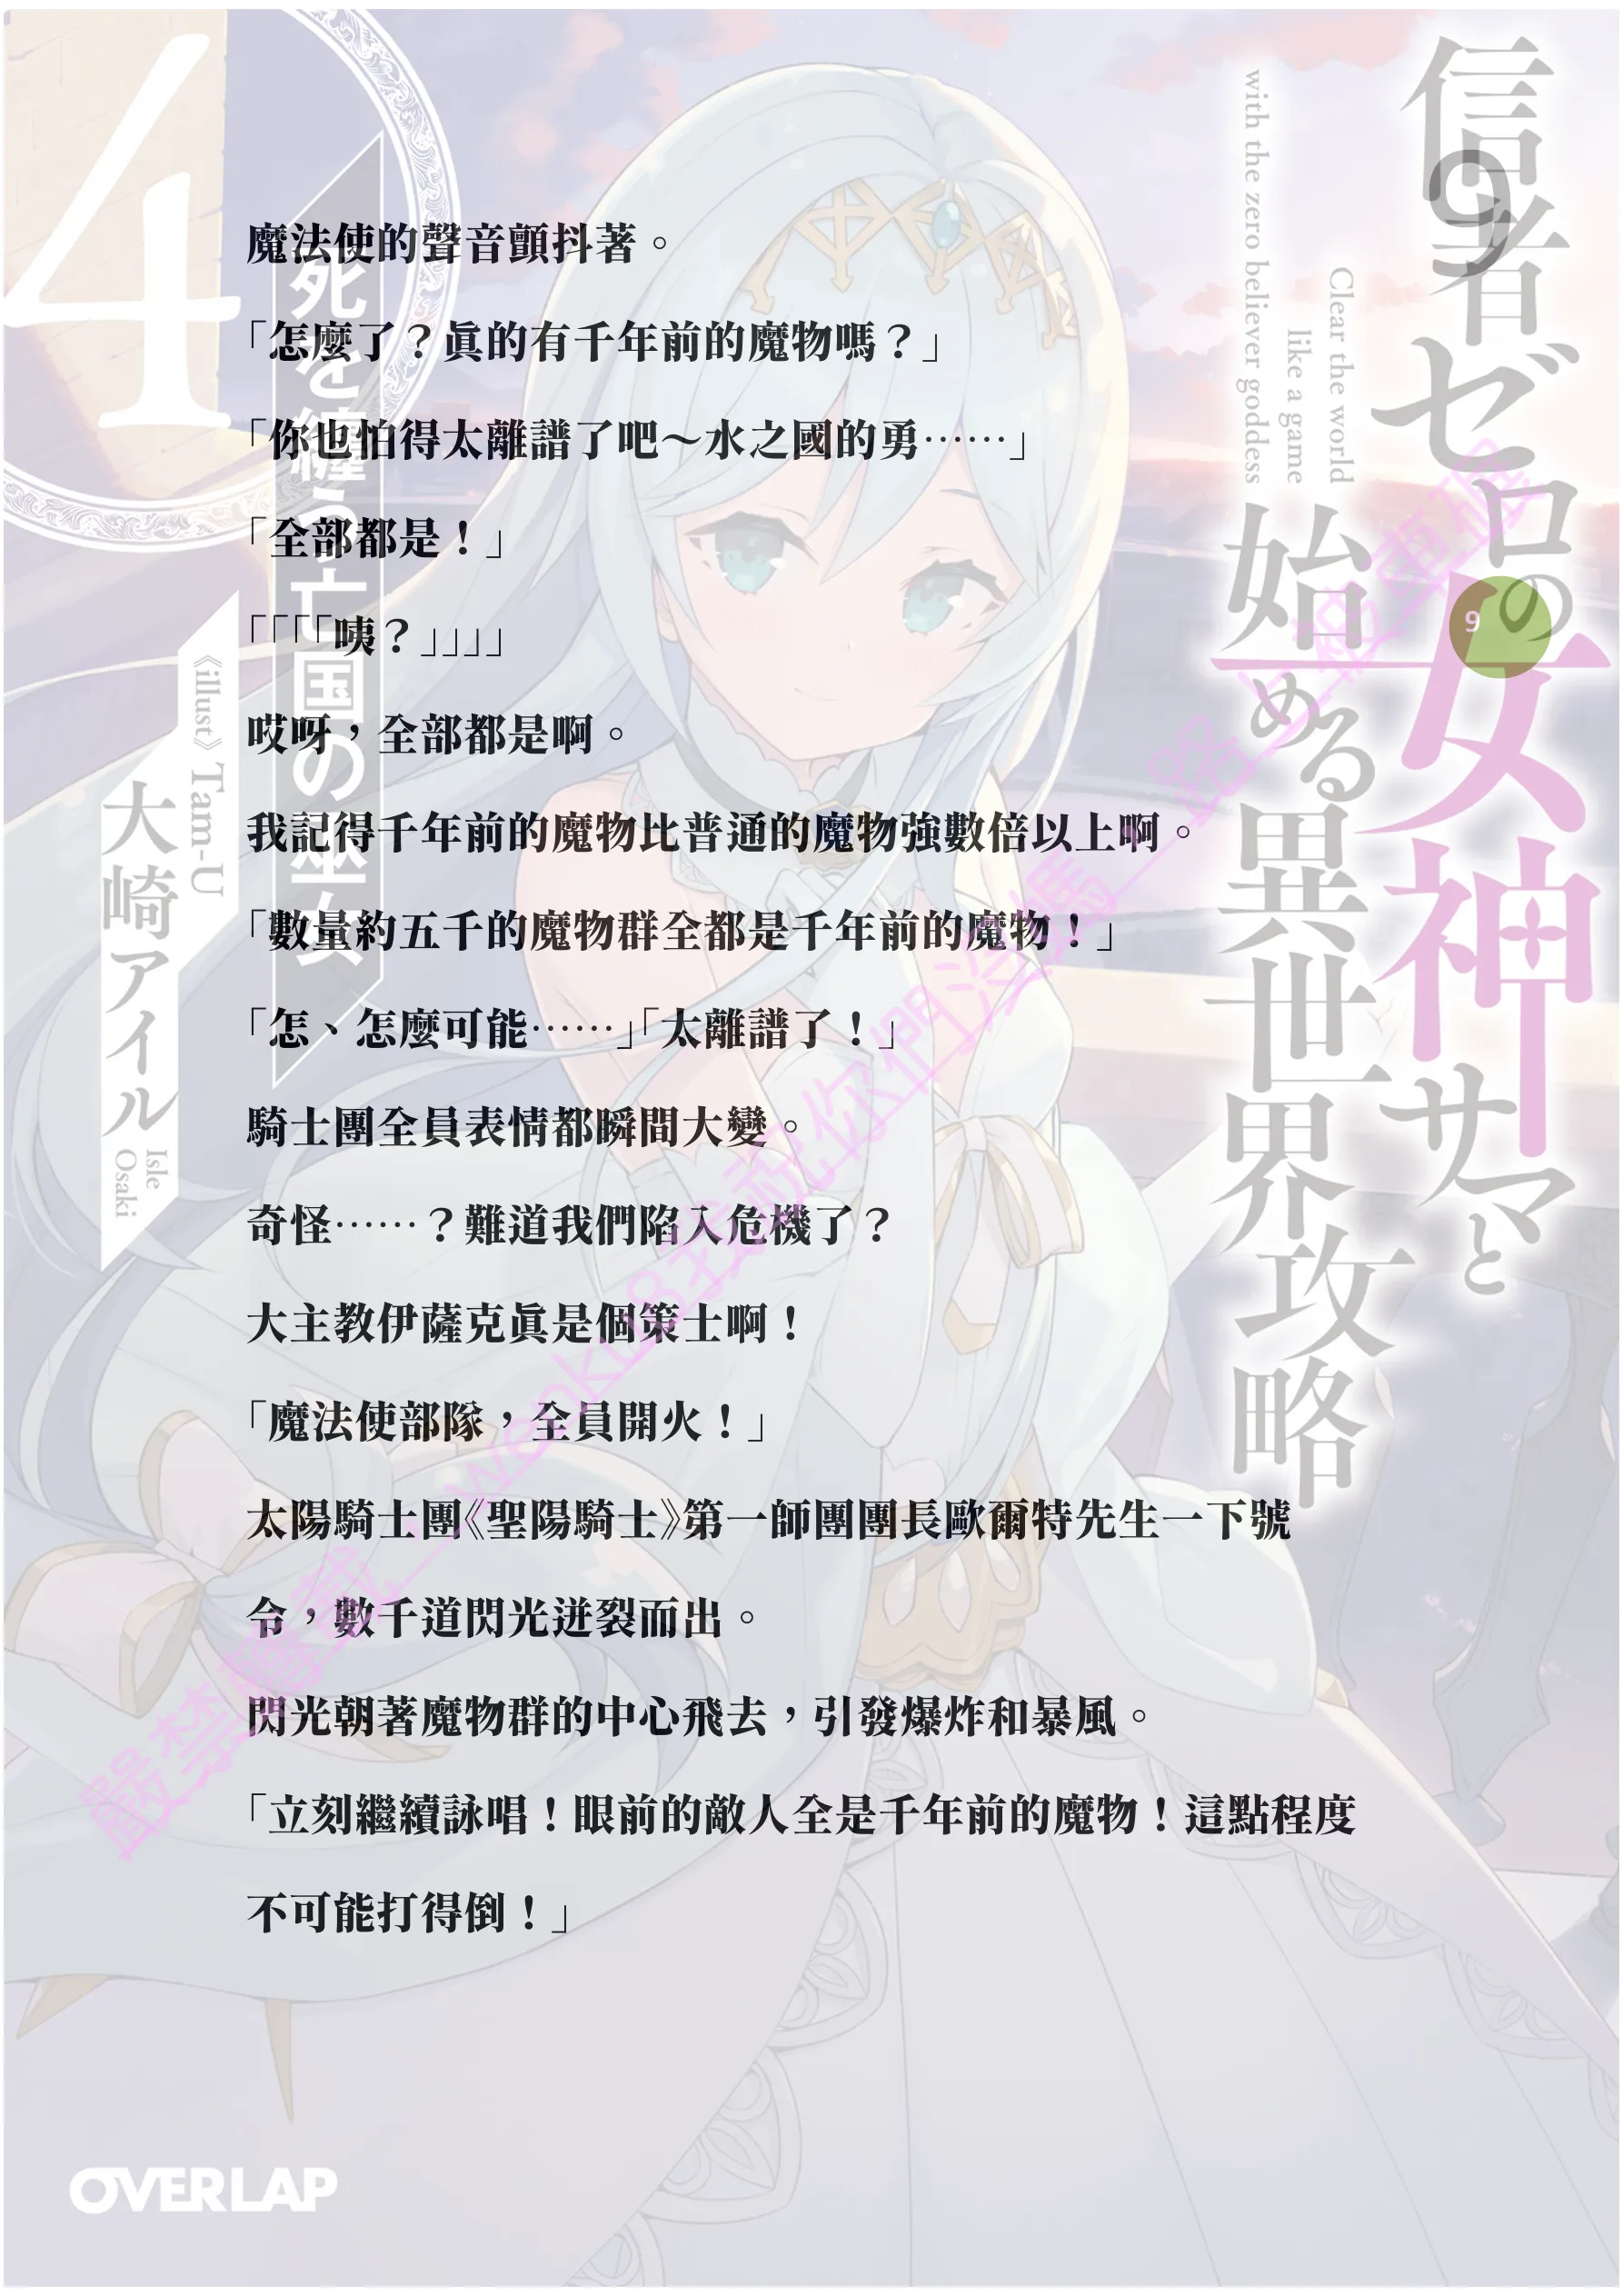 魔法使的聲音顫抖著。
「怎麼了？真的有千年前的魔物嗎？」
「你也怕得太離譜了吧～水之國的勇⋯⋯」
「全部都是！」
「「「「咦？」」」」
哎呀，全部都是啊。
我記得千年前的魔物比普通的魔物強數倍以上啊。
「數量約五千的魔物群全都是千年前的魔物！」
「怎、怎麼可能⋯⋯」「太離譜了！」
騎士團全員表情都瞬間大變。
奇怪⋯⋯？難道我們陷入危機了？
大主教伊薩克真是個策士啊！
「魔法使部隊，全員開火！」
太陽騎士團《聖陽騎士》第一師團團長歐爾特先生一下號
令，數千道閃光迸裂而出。
閃光朝著魔物群的中心飛去，引發爆炸和暴風。
「立刻繼續詠唱！眼前的敵人全是千年前的魔物！這點程度
不可能打得倒！」
信者ゼロの女神サマと
始める異世界攻略
Clear the world
like a game
with the zero believer goddess
9
9
4
死を纏う亡国の巫女
《illust》Tam-U
大崎アイル
Isle
Osaki
OVERLAP